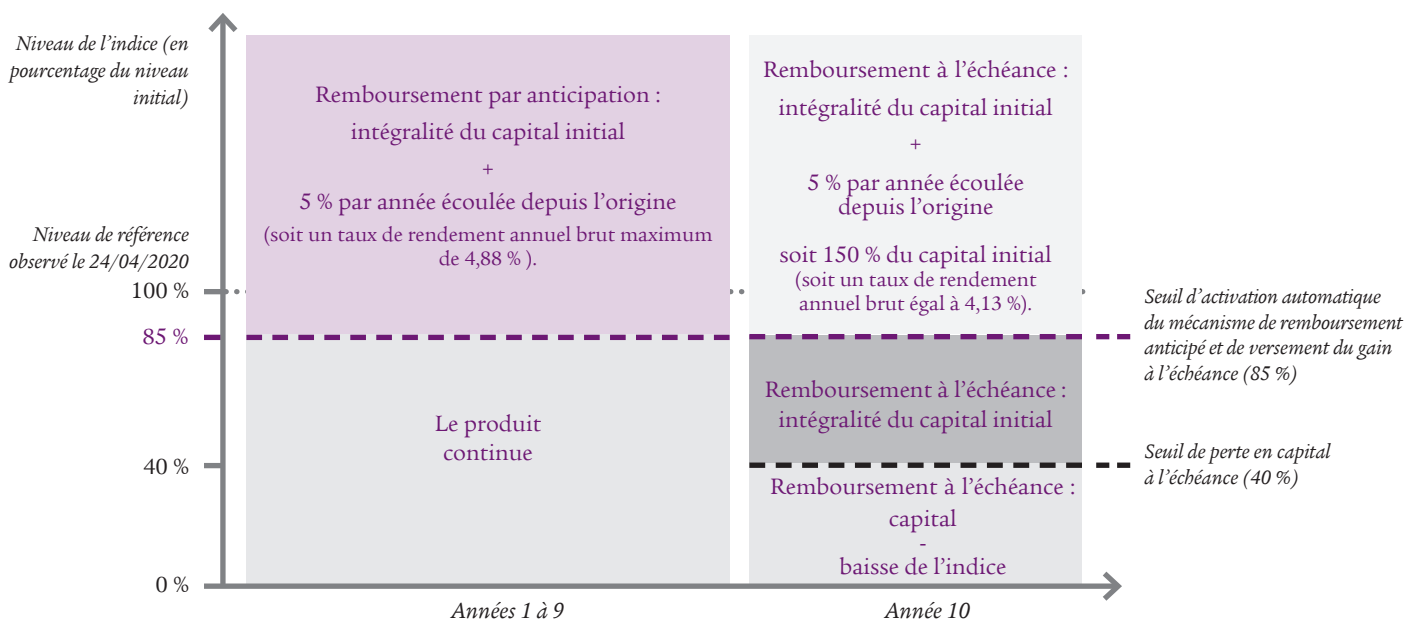 Niveau de l’indice (en
pourcentage du niveau
initial)
Remboursement par anticipation :
intégralité du capital initial
+
5 % par année écoulée depuis l’origine
(soit un taux de rendement annuel brut maximum
de 4,88 % ).
Remboursement à l’échéance :
intégralité du capital initial
+
5 % par année écoulée
depuis l’origine
soit 150 % du capital initial
(soit un taux de rendement
annuel brut égal à 4,13 %).
Niveau de référence
observé le 24/04/2020
100 %
85 %
Seuil d’activation automatique
du mécanisme de remboursement
anticipé et de versement du gain
à l’échéance (85 %)
Le produit
continue
Remboursement à l’échéance :
intégralité du capital initial
40 %
Seuil de perte en capital
à l’échéance (40 %)
Remboursement à l’échéance :
capital
-
baisse de l’indice
0 %
Années 1 à 9
Année 10